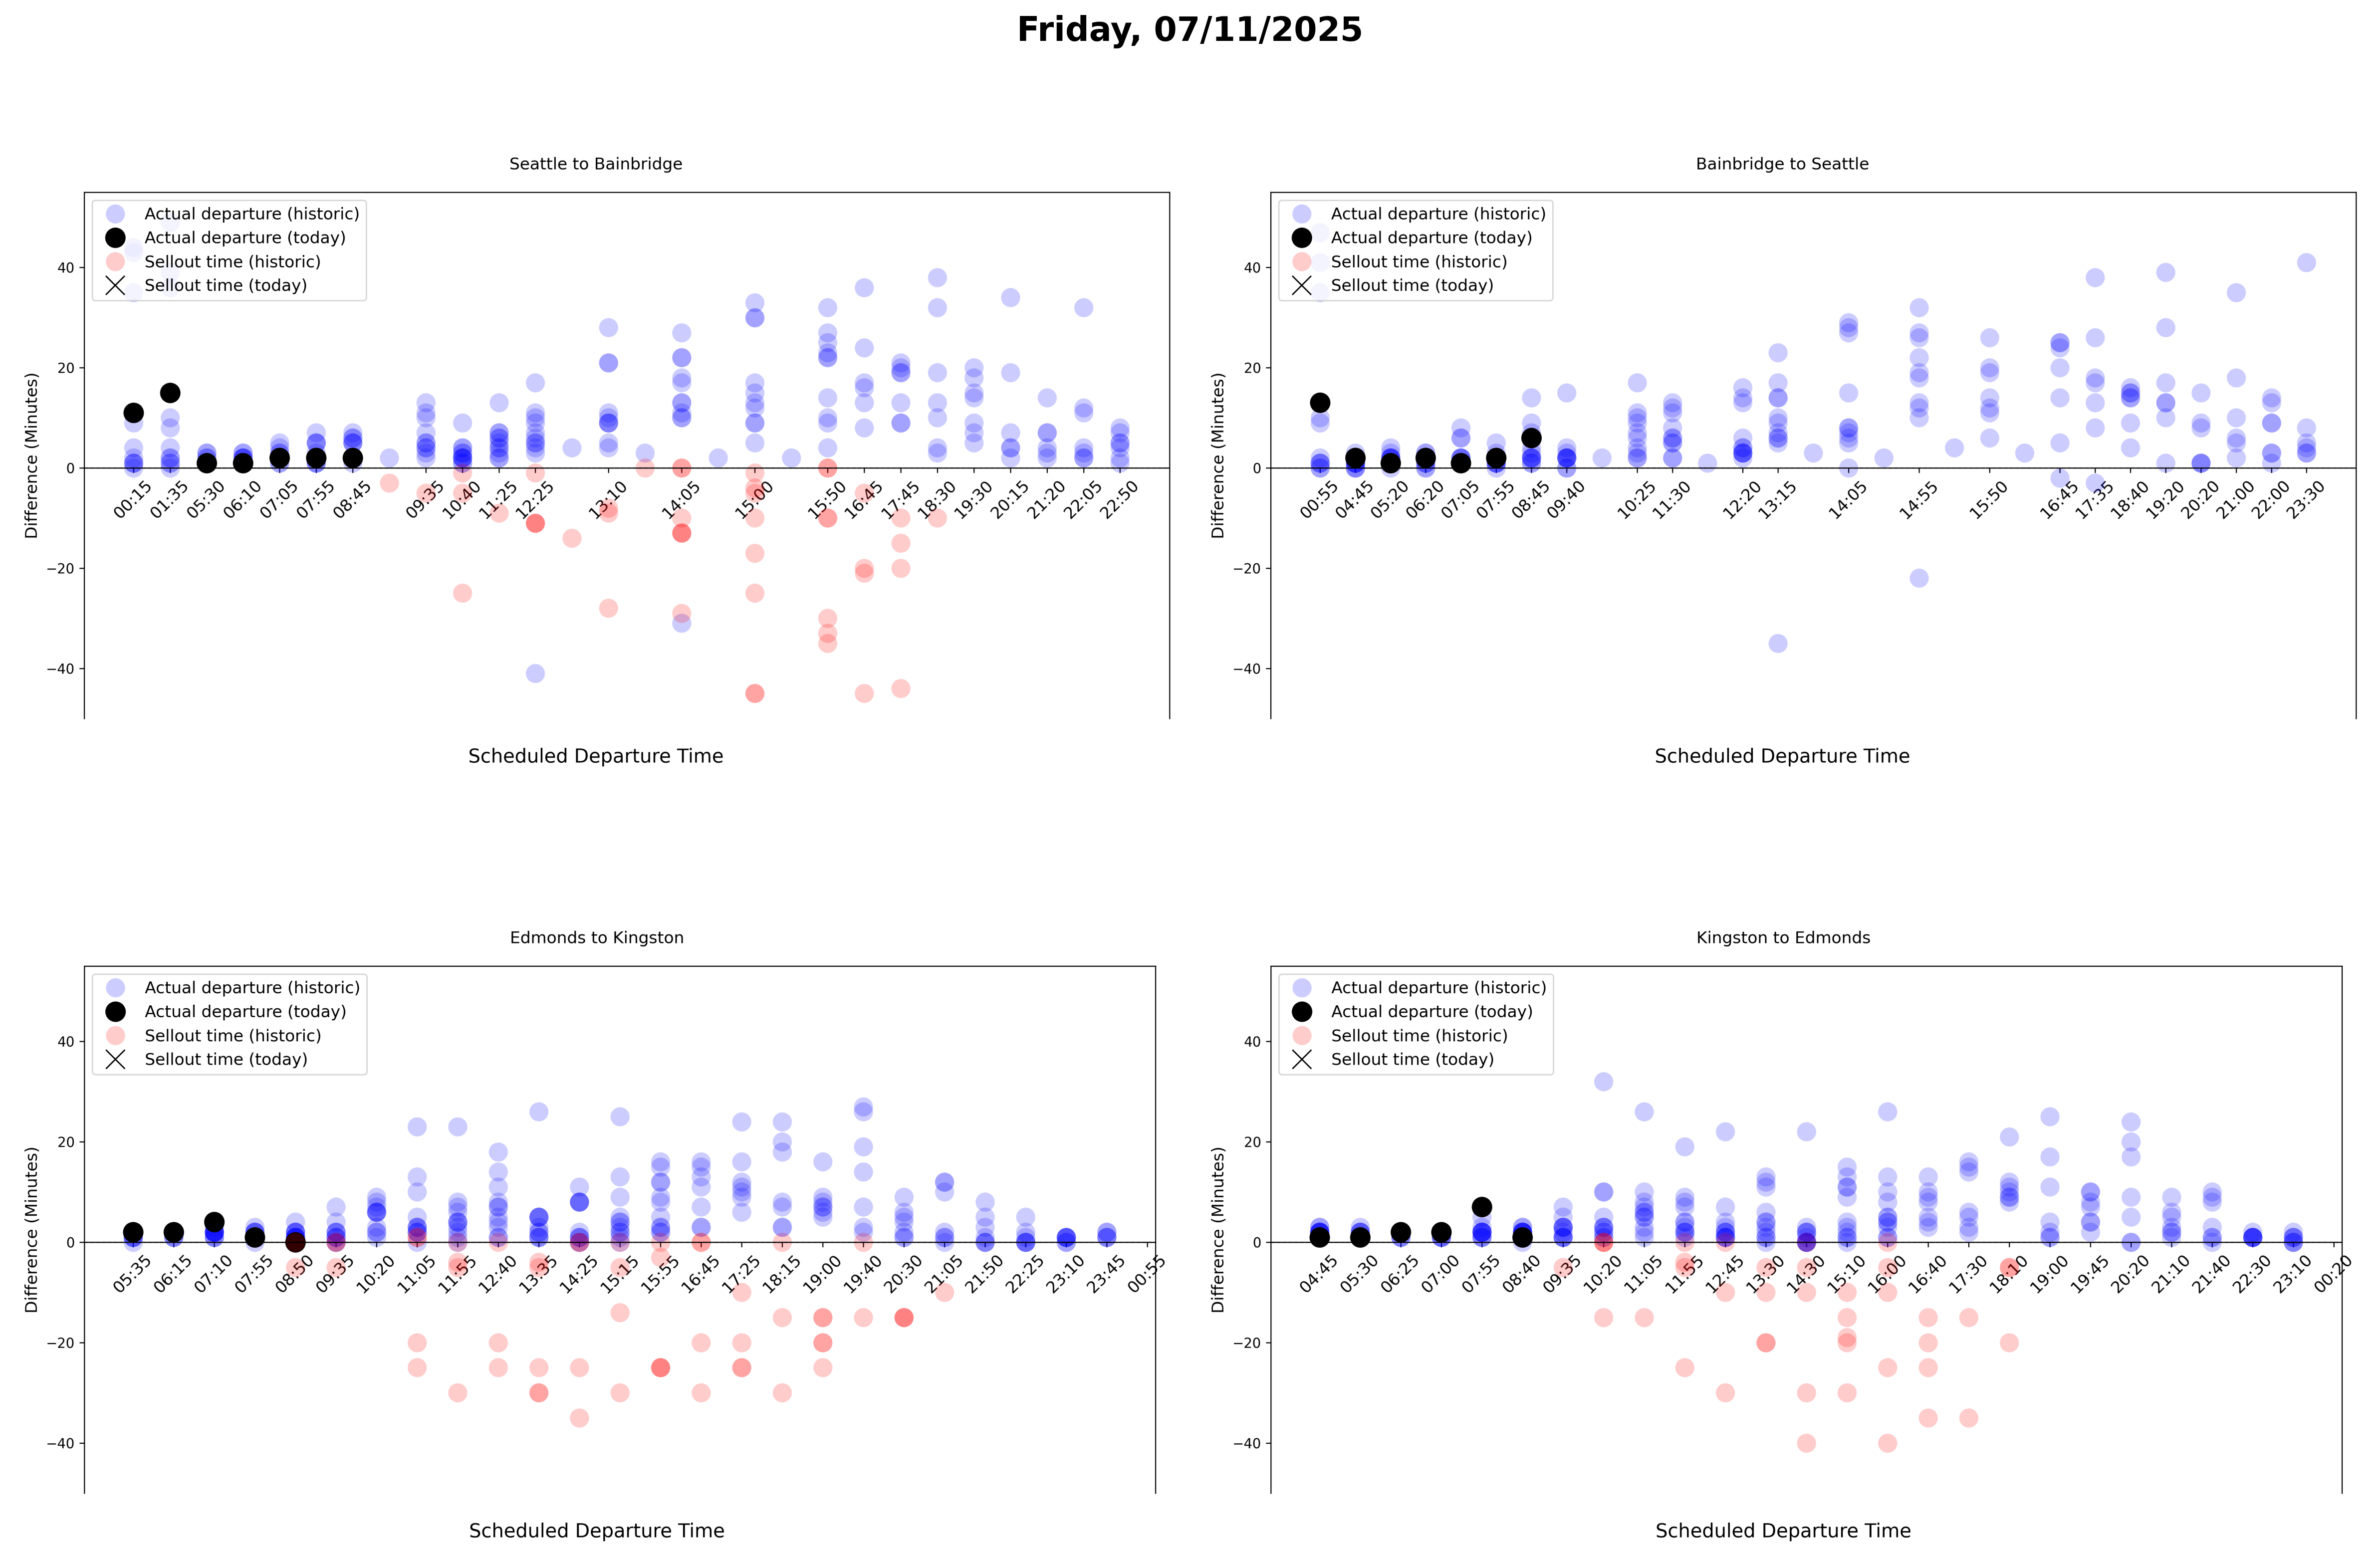 Friday, 07/11/2025
Seattle to Bainbridge
Actual departure (historic)
Actual departure (today)
Sellout time (historic)
Sellout time (today)
40
20
0
−20
−40
Difference (Minutes)
00:15 01:35 05:30 06:10 07:05 07:55 08:45 09:35 10:40 11:25 12:25 13:10 14:05 15:00 15:50 16:45 17:45 18:30 19:30 20:15 21:20 22:05 22:50
Scheduled Departure Time
Bainbridge to Seattle
Actual departure (historic)
Actual departure (today)
Sellout time (historic)
Sellout time (today)
40
20
0
−20
−40
Difference (Minutes)
00:55 04:45 05:20 06:20 07:05 07:55 08:45 09:40 10:25 11:30 12:20 13:15 14:05 14:55 15:50 16:45 17:35 18:40 19:20 20:20 21:00 22:00 23:30
Scheduled Departure Time
Edmonds to Kingston
Actual departure (historic)
Actual departure (today)
Sellout time (historic)
Sellout time (today)
40
20
0
−20
−40
Difference (Minutes)
05:35 06:15 07:10 07:55 08:50 09:35 10:20 11:05 11:55 12:40 13:35 14:25 15:15 15:55 16:45 17:25 18:15 19:00 19:40 20:30 21:05 21:50 22:25 23:10 23:45 00:55
Scheduled Departure Time
Kingston to Edmonds
Actual departure (historic)
Actual departure (today)
Sellout time (historic)
Sellout time (today)
40
20
0
−20
−40
Difference (Minutes)
04:45 05:30 06:25 07:00 07:55 08:40 09:35 10:20 11:05 11:55 12:45 13:30 14:30 15:10 16:00 16:40 17:30 18:10 19:00 19:45 20:20 21:10 21:40 22:30 23:10 00:20
Scheduled Departure Time